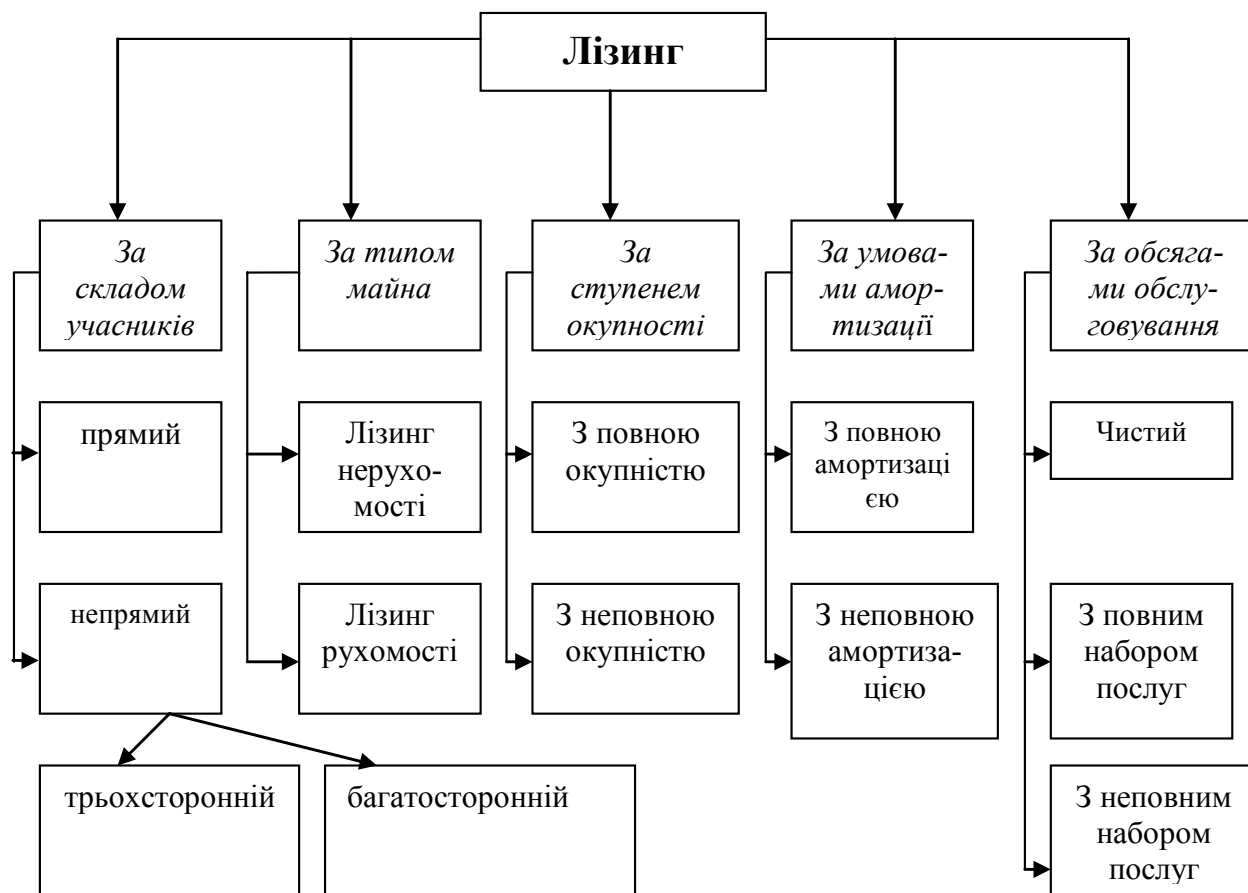 Лізинг
За
складом
учасників
За типом
майна
За
ступенем
окупності
За умова-
ми амор-
тизації
За обсяга-
ми обслу-
говування
прямий
Лізинг
нерухо-
мості
З повною
окупністю
З повною
амортизаці
єю
Чистий
непрямий
Лізинг
рухомості
З неповною
окупністю
З неповною
амортиза-
цією
З повним
набором
послуг
трьохсторонній
багатосторонній
З неповним
набором
послуг